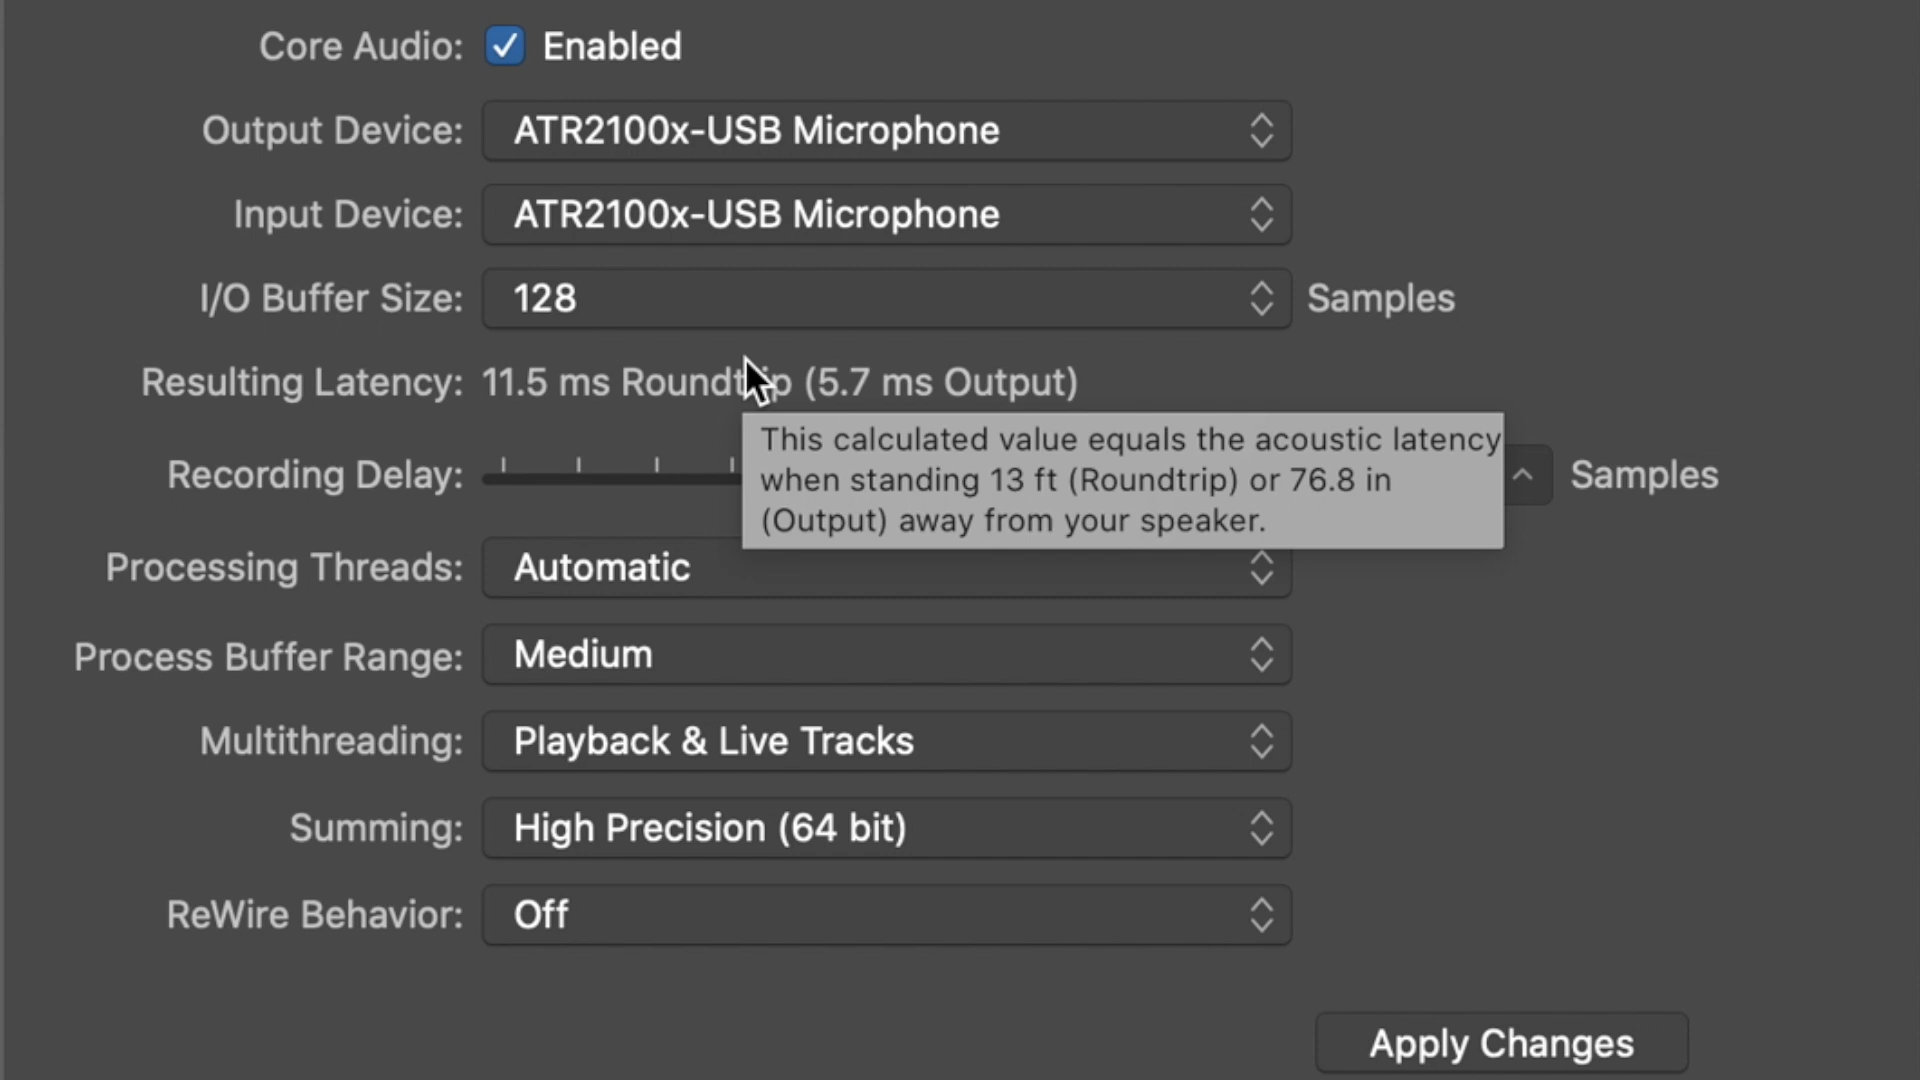 Core Audio: Enabled
Output Device: ATR2100x-USB Microphone
Input Device: ATR2100x-USB Microphone
I/O Buffer Size: 128 Samples
Resulting Latency: 11.5 ms Roundtrip (5.7 ms Output)
This calculated value equals the acoustic latency
when standing 13 ft (Roundtrip) or 76.8 in
(Output) away from your speaker.
Recording Delay: Samples
Processing Threads: Automatic
Process Buffer Range: Medium
Multithreading: Playback & Live Tracks
Summing: High Precision (64 bit)
ReWire Behavior: Off
Apply Changes